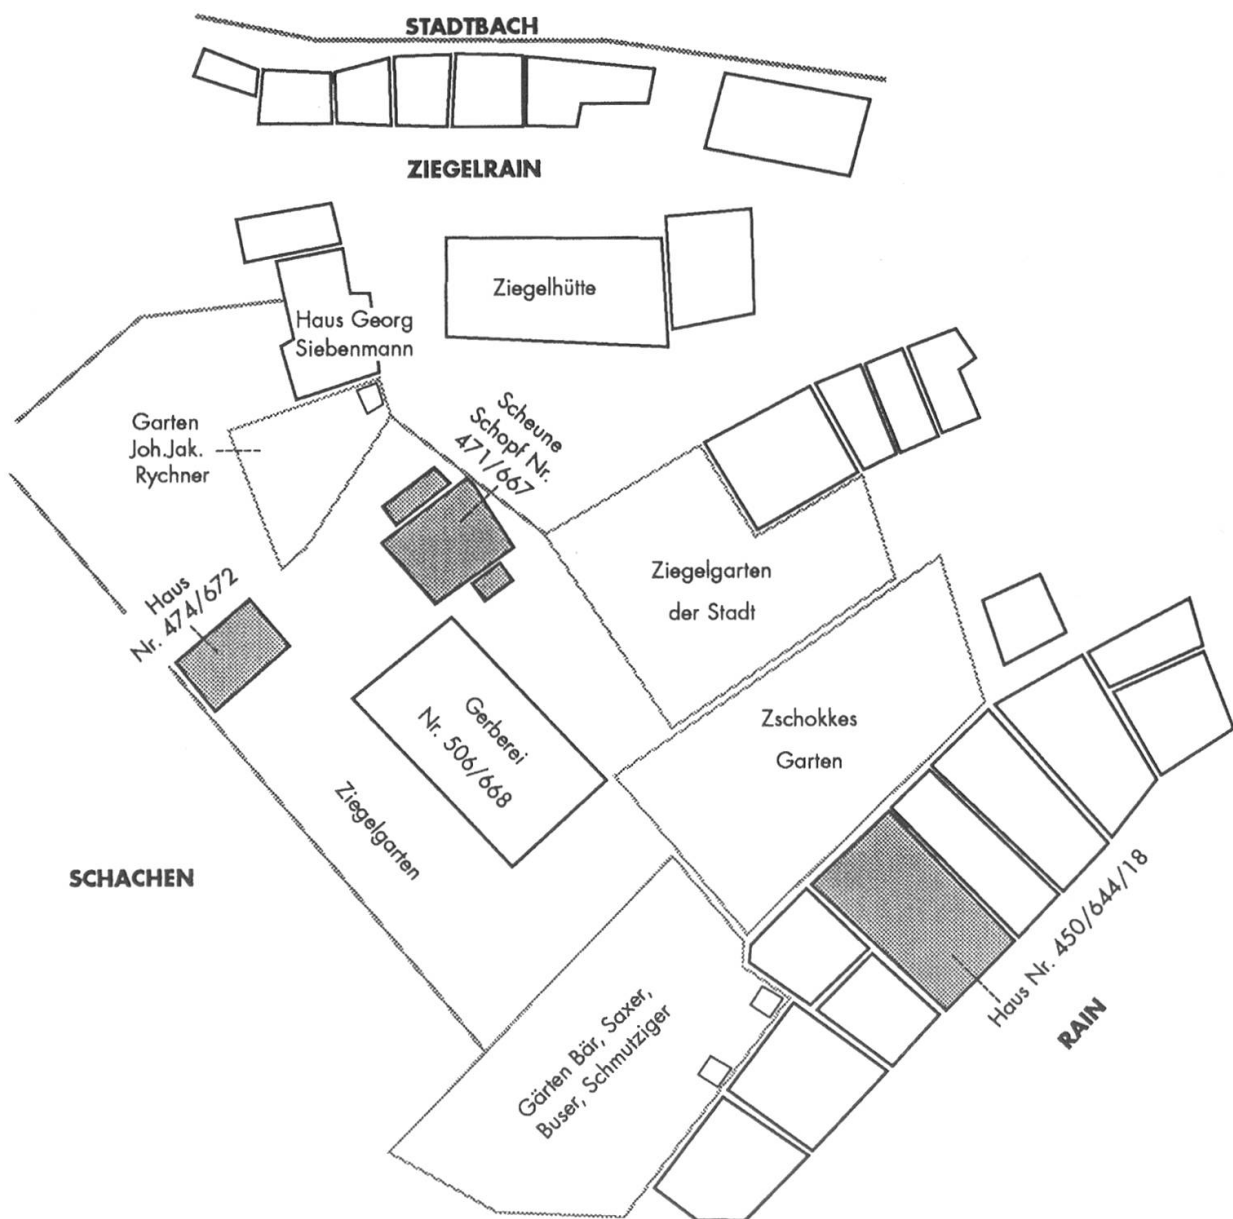 STADTBACH
ZIEGELRAIN
Ziegelhütte
Haus Georg
Siebenmann
Garten
Joh.Jak.
Rychner
Scheune
Schopf Nr.
471/667
Haus
Nr. 474/672
Ziegelgarten
der Stadt
Gerberei
Nr. 506/668
Zschokkes
Garten
Ziegelgarten
SCHACHEN
Haus Nr. 450/644/18
RAIN
Gärten Bär, Saxer,
Buser, Schmutziger